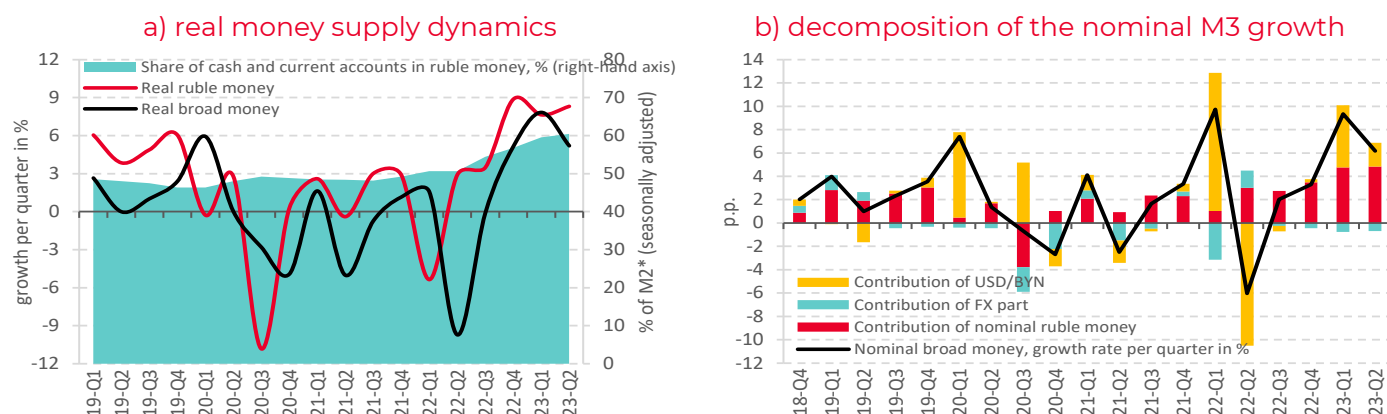 a) real money supply dynamics
12
9
6
3
0
-3
-6
-9
-12
growth per quarter in %
Share of cash and current accounts in ruble money, % (right-hand axis)
Real ruble money
Real broad money
80
70
60
50
40
30
20
10
0
% of M2* (seasonally adjusted)
19-Q1
19-Q2
19-Q3
19-Q4
20-Q1
20-Q2
20-Q3
20-Q4
21-Q1
21-Q2
21-Q3
21-Q4
22-Q1
22-Q2
22-Q3
22-Q4
23-Q1
23-Q2
b) decomposition of the nominal M3 growth
14
12
10
8
6
4
2
0
-2
-4
-6
-8
-10
-12
p.p.
Contribution of USD/BYN
Contribution of FX part
Contribution of nominal ruble money
Nominal broad money, growth rate per quarter in %
18-Q4
19-Q1
19-Q2
19-Q3
19-Q4
20-Q1
20-Q2
20-Q3
20-Q4
21-Q1
21-Q2
21-Q3
21-Q4
22-Q1
22-Q2
22-Q3
22-Q4
23-Q1
23-Q2